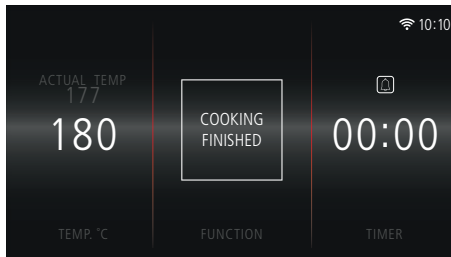 10:10
ACTUAL TEMP
177
180
COOKING
FINISHED
00:00
TEMP. °C
FUNCTION
TIMER